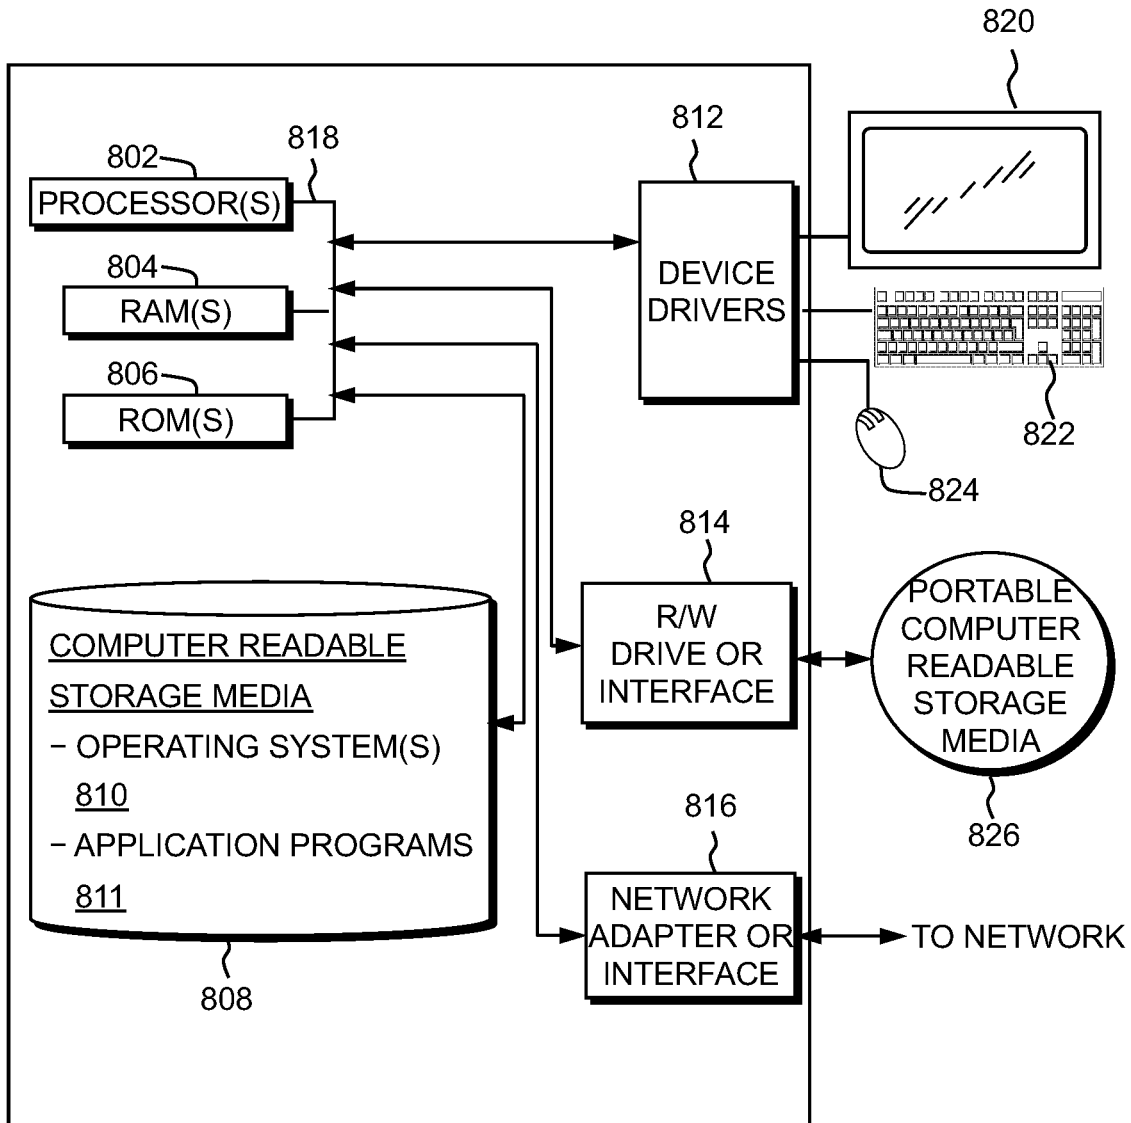 820
812
818
802
PROCESSOR(S)
804
RAM(S)
806
ROM(S)
DEVICE
DRIVERS
822
824
814
R/W
DRIVE OR
INTERFACE
PORTABLE
COMPUTER
READABLE
STORAGE
MEDIA
826
COMPUTER READABLE
STORAGE MEDIA
- OPERATING SYSTEM(S)
810
- APPLICATION PROGRAMS
811
808
816
NETWORK
ADAPTER OR
INTERFACE
TO NETWORK